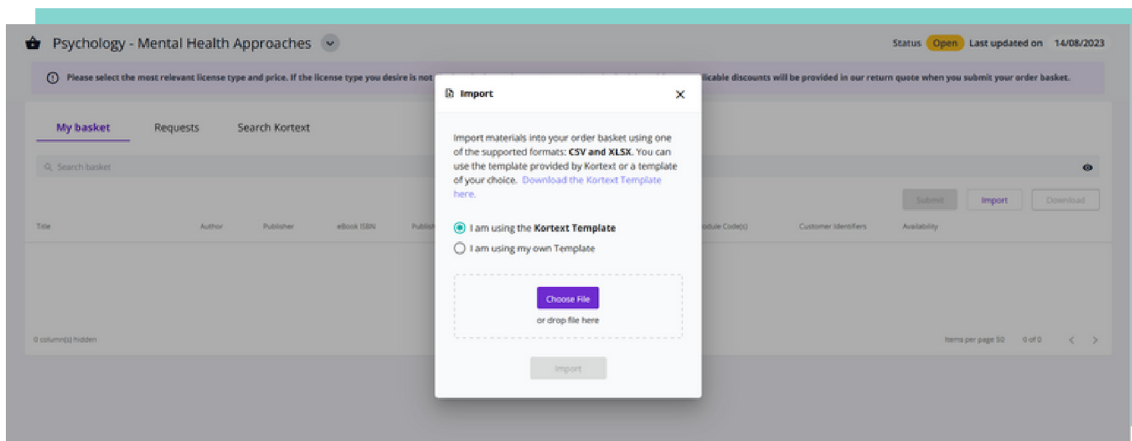 Psychology - Mental Health Approaches
Status Open Last updated on 14/08/2023
Please select the most relevant license type and price. If the license type you desire is not
discounts will be provided in our return quote when you submit your order basket.
Import
My basket Requests Search Kortext
Import materials into your order basket using one
of the supported formats: CSV and XLSX. You can
use the template provided by Kortext or a template
of your choice. Download the Kortext Template
here.
Search basket
Submit Import Download
Title Author Publisher eBook ISBN Customer Identifiers Availability
I am using the Kortext Template
I am using my own Template
Choose File
or drop file here
0 column(s) hidden
Items per page 50 0 of 0
Import